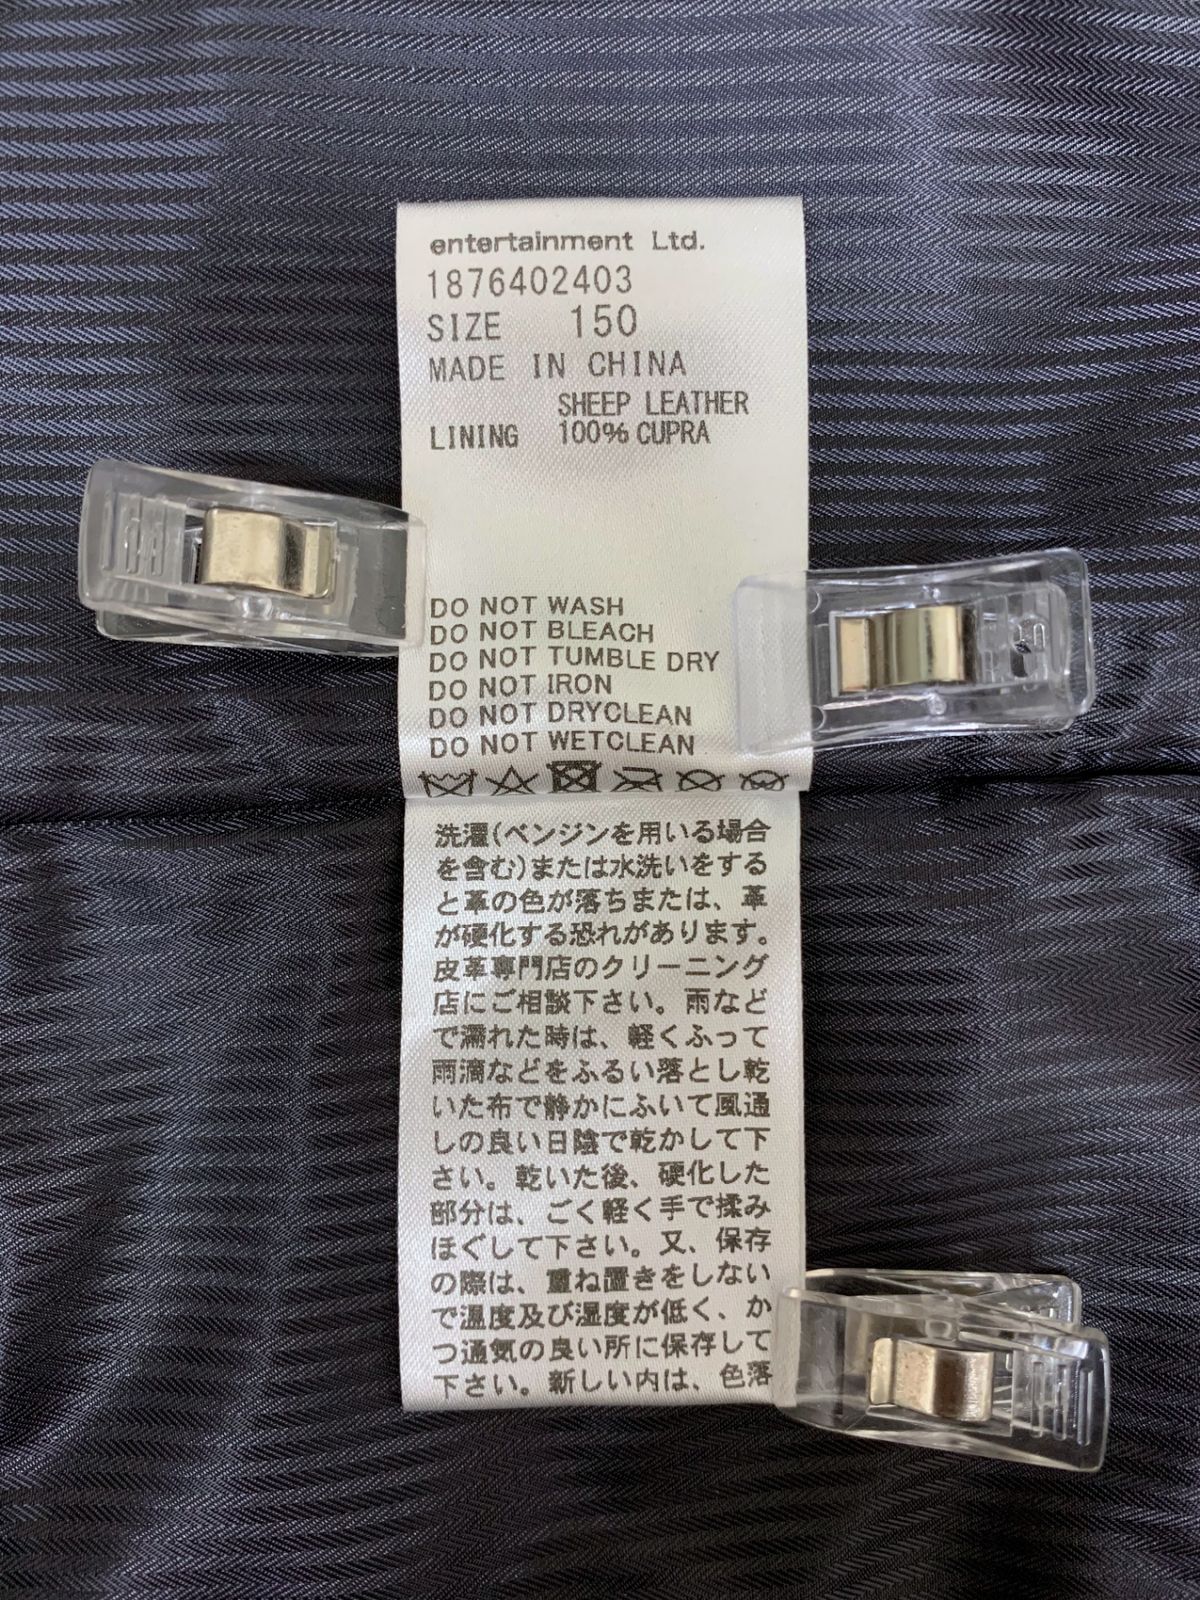 entertainment Ltd.
1876402403
SIZE 150
MADE IN CHINA
SHEEP LEATHER
LINING 100% CUPRA
DO NOT WASH
DO NOT BLEACH
DO NOT TUMBLE DRY
DO NOT IRON
DO NOT DRYCLEAN
DO NOT WETCLEAN
洗濯(ベンジンを用いる場合
を含む)または水洗いをする
と革の色が落ちまたは、革
が硬化する恐れがあります。
皮革専門店のクリーニング
店にご相談下さい。雨など
で濡れた時は、軽くふって
雨滴などをふるい落とし乾
いた布で静かにふいて風通
しの良い日陰で乾かして下
さい。乾いた後、硬化した
部分は、ごく軽く手で揉み
ほぐして下さい。又、保存
の際は、重ね置きをしない
で温度及び湿度が低く、か
つ通気の良い所に保存して
下さい。新しい内は、色落